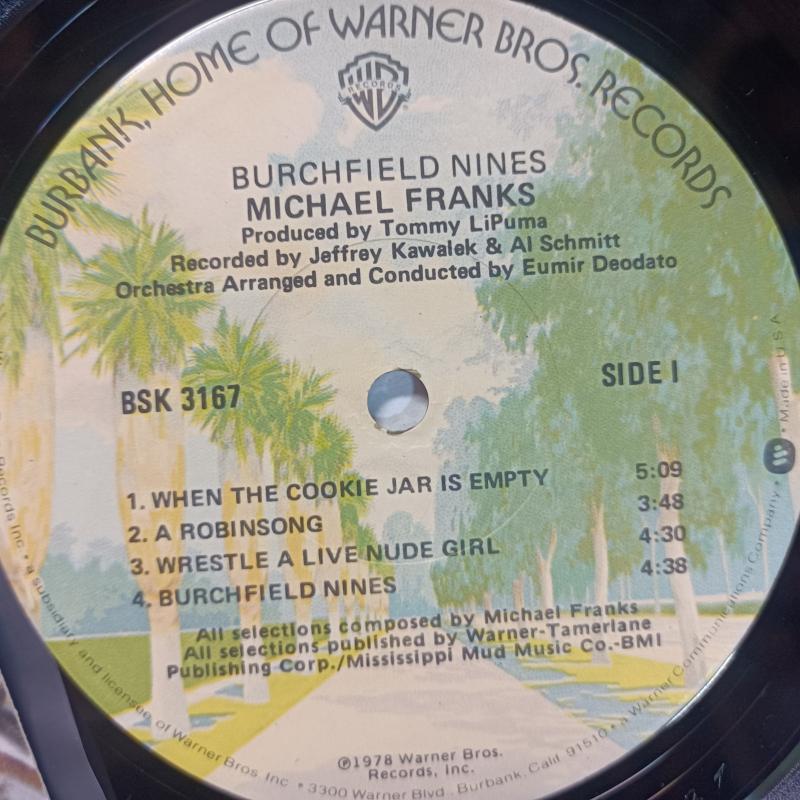 BURBANK, HOME OF WARNER BROS. RECORDS
WB
RECORDS
BURCHFIELD NINES
MICHAEL FRANKS
Produced by Tommy LiPuma
Recorded by Jeffrey Kawalek & Al Schmitt
Orchestra Arranged and Conducted by Eumir Deodato
BSK 3167
SIDE I
1. WHEN THE COOKIE JAR IS EMPTY 5:09
2. A ROBINSONG 3:48
3. WRESTLE A LIVE NUDE GIRL 4:30
4. BURCHFIELD NINES 4:38
All selections composed by Michael Franks
All selections published by Warner-Tamerlane
Publishing Corp./Mississippi Mud Music Co.-BMI
℗1978 Warner Bros.
Records, Inc.
Records Inc. • a subsidiary and licensee of Warner Bros. Inc. • 3300 Warner Blvd., Burbank, Calif. 91510 • a Warner Communications Company • Made in U.S.A.